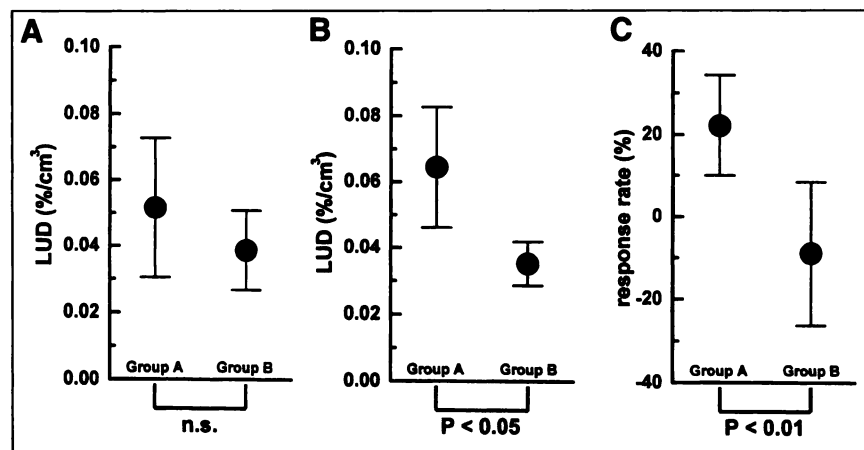 A
LUD (%/cm³)
0.10
0.08
0.06
0.04
0.02
0.00
Group A Group B
n.s.
B
LUD (%/cm³)
0.10
0.08
0.06
0.04
0.02
0.00
Group A Group B
P < 0.05
C
response rate (%)
40
20
0
-20
-40
Group A Group B
P < 0.01